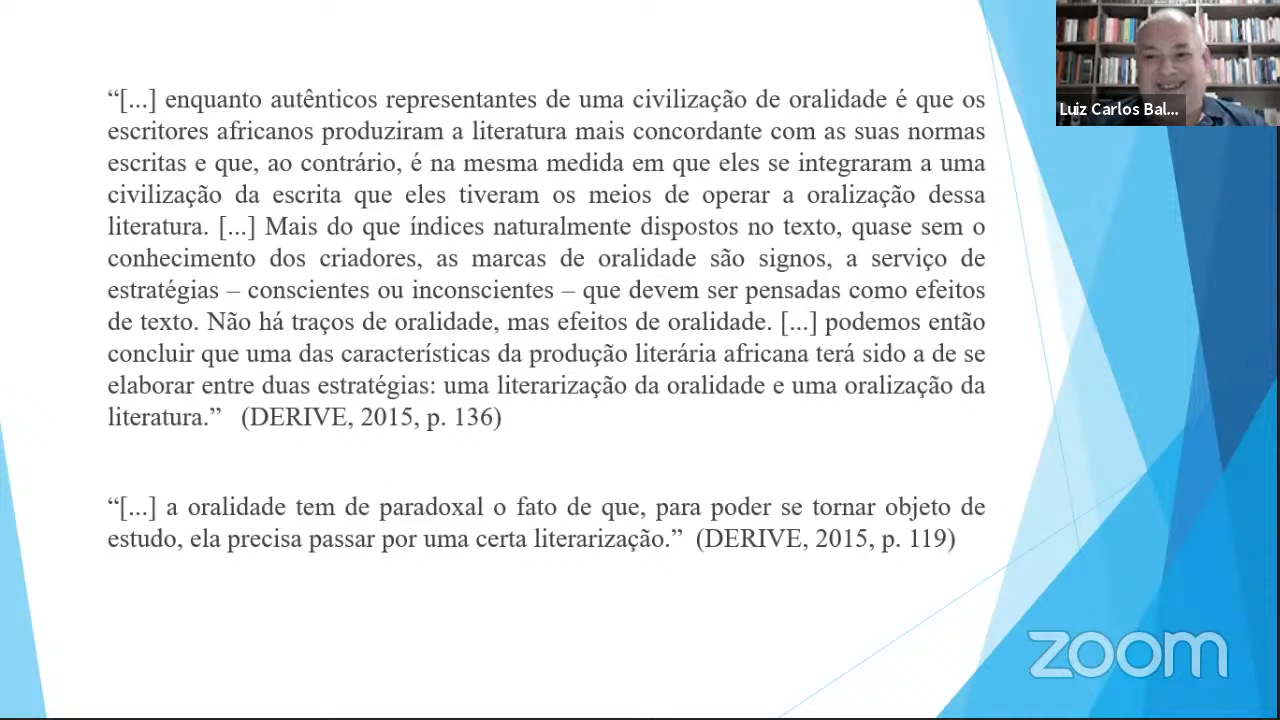 “[...] enquanto autênticos representantes de uma civilização de oralidade é que os
escritores africanos produziram a literatura mais concordante com as suas normas
escritas e que, ao contrário, é na mesma medida em que eles se integraram a uma
civilização da escrita que eles tiveram os meios de operar a oralização dessa
literatura. [...] Mais do que índices naturalmente dispostos no texto, quase sem o
conhecimento dos criadores, as marcas de oralidade são signos, a serviço de
estratégias – conscientes ou inconscientes – que devem ser pensadas como efeitos
de texto. Não há traços de oralidade, mas efeitos de oralidade. [...] podemos então
concluir que uma das características da produção literária africana terá sido a de se
elaborar entre duas estratégias: uma literarização da oralidade e uma oralização da
literatura.” (DERIVE, 2015, p. 136)
“[...] a oralidade tem de paradoxal o fato de que, para poder se tornar objeto de
estudo, ela precisa passar por uma certa literarização.” (DERIVE, 2015, p. 119)
Luiz Carlos Bal...
zoom